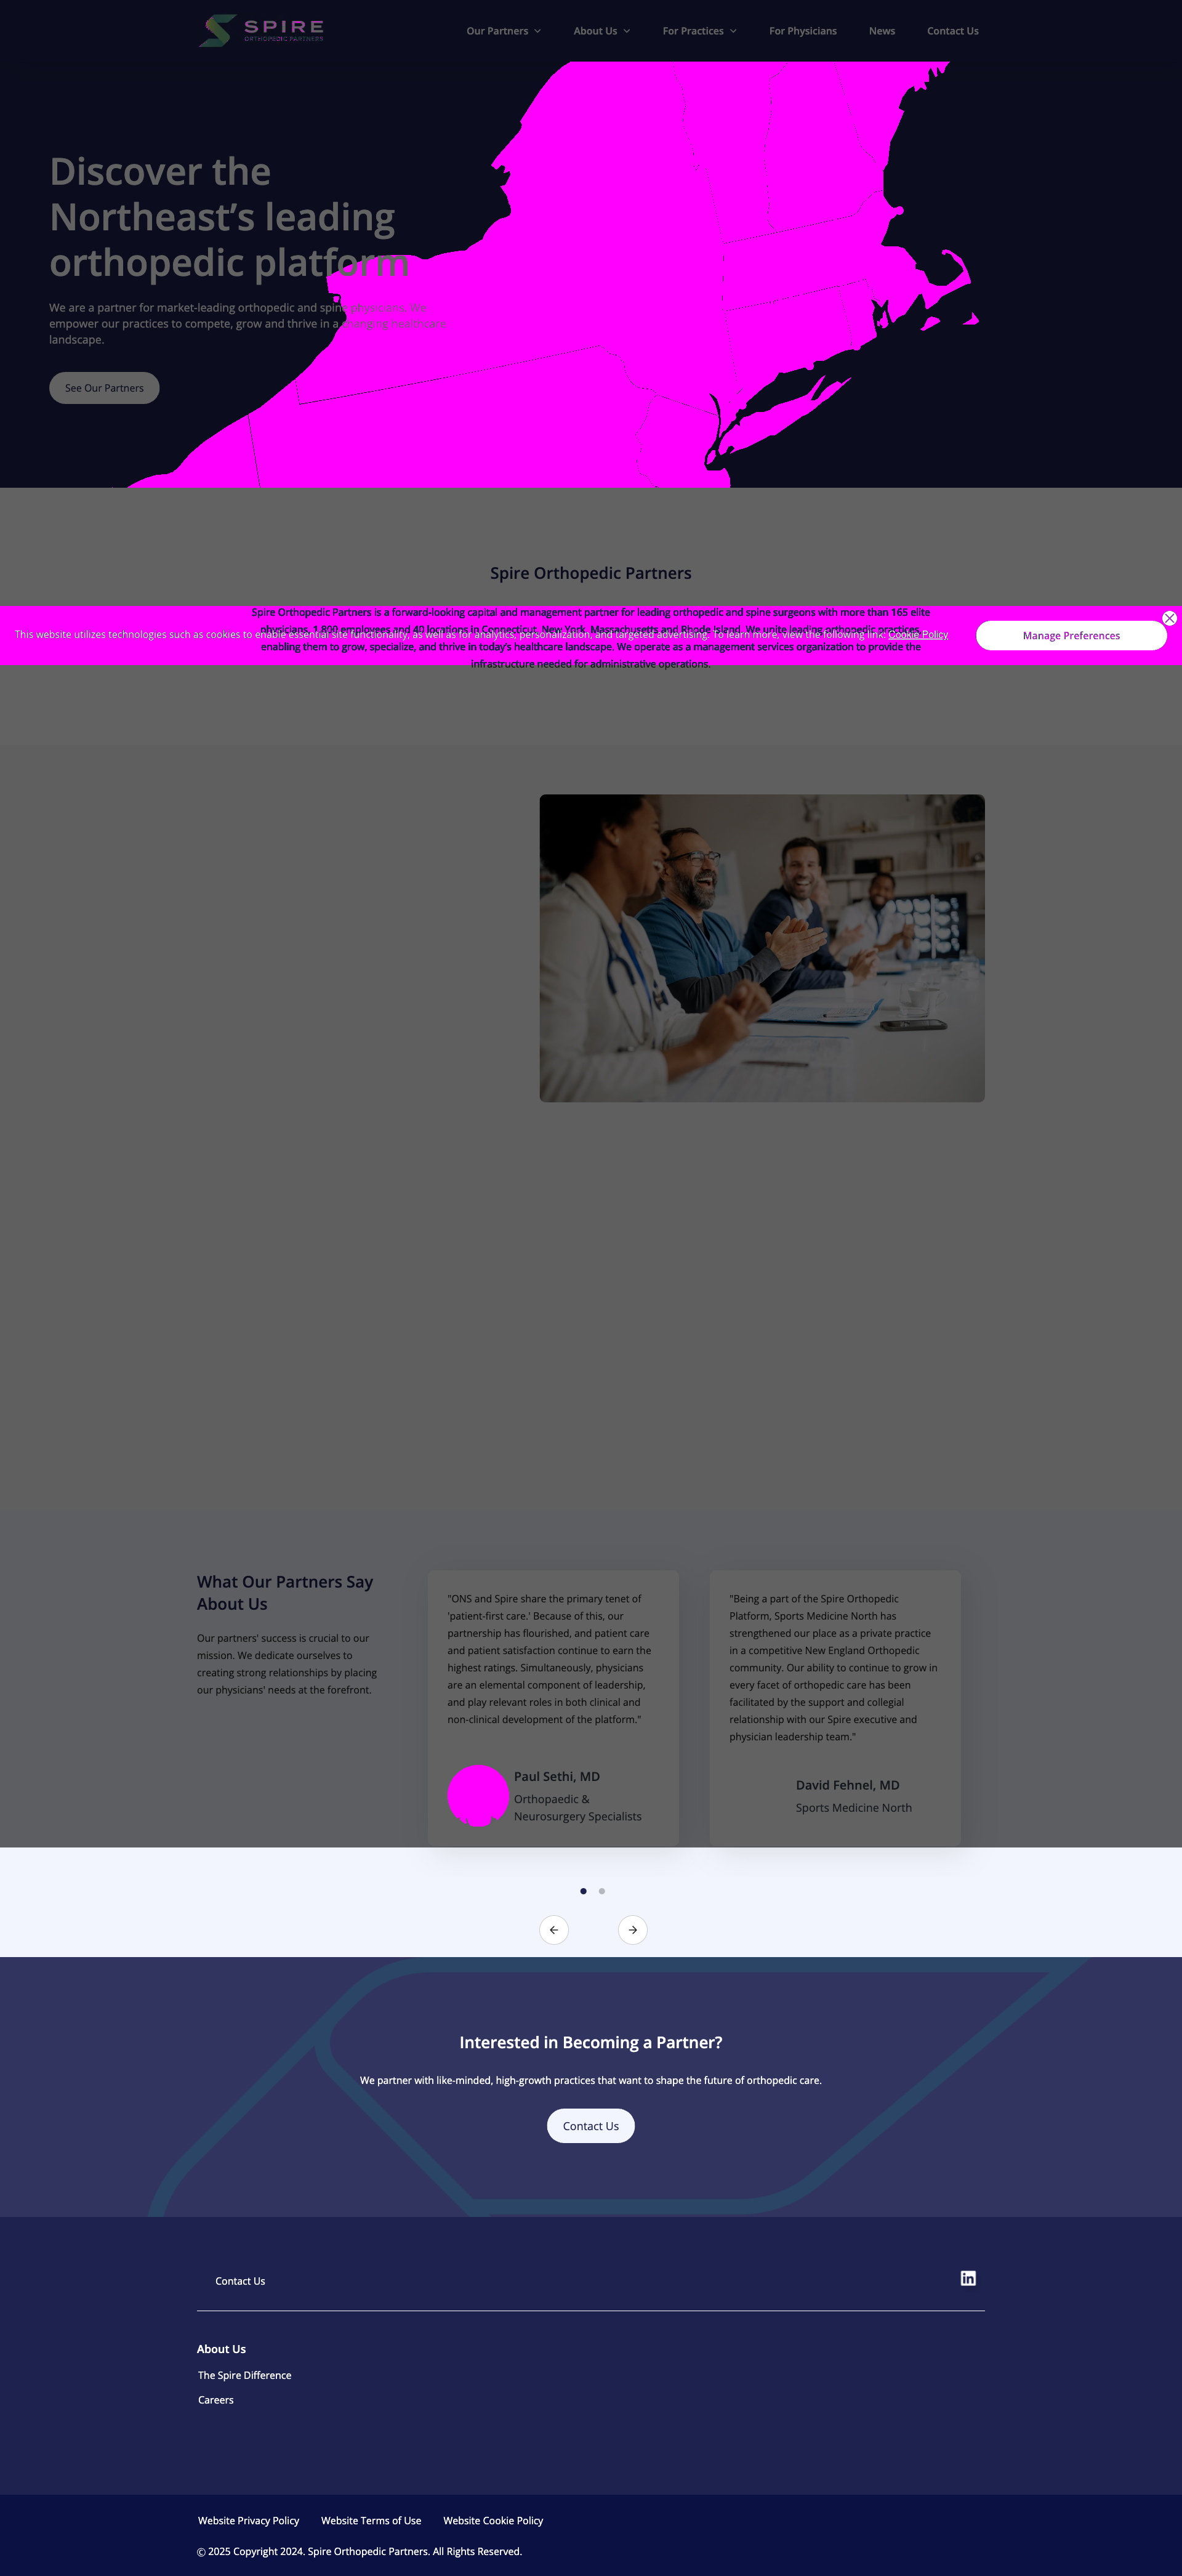 SPIRE
ORTHOPEDIC PARTNERS
Our Partners
About Us
For Practices
For Physicians
News
Contact Us
Discover the
Northeast’s leading
orthopedic platform
We are a partner for market-leading orthopedic and spine physicians. We
empower our practices to compete, grow and thrive in a changing healthcare
landscape.
See Our Partners
Spire Orthopedic Partners
Spire Orthopedic Partners is a forward-looking capital and management partner for leading orthopedic and spine surgeons with more than 165 elite
physicians, 1,800 employees and 40 locations in Connecticut, New York, Massachusetts and Rhode Island. We unite leading orthopedic practices,
enabling them to grow, specialize, and thrive in today’s healthcare landscape. We operate as a management services organization to provide the
infrastructure needed for administrative operations.
This website utilizes technologies such as cookies to enable essential site functionality, as well as for analytics, personalization, and targeted advertising. To learn more, view the following link: Cookie Policy
Manage Preferences
What Our Partners Say
About Us
Our partners' success is crucial to our
mission. We dedicate ourselves to
creating strong relationships by placing
our physicians' needs at the forefront.
"ONS and Spire share the primary tenet of
'patient-first care.' Because of this, our
partnership has flourished, and patient care
and patient satisfaction continue to earn the
highest ratings. Simultaneously, physicians
are an elemental component of leadership,
and play relevant roles in both clinical and
non-clinical development of the platform."
Paul Sethi, MD
Orthopaedic &
Neurosurgery Specialists
"Being a part of the Spire Orthopedic
Platform, Sports Medicine North has
strengthened our place as a private practice
in a competitive New England Orthopedic
community. Our ability to continue to grow in
every facet of orthopedic care has been
facilitated by the support and collegial
relationship with our Spire executive and
physician leadership team."
David Fehnel, MD
Sports Medicine North
Interested in Becoming a Partner?
We partner with like-minded, high-growth practices that want to shape the future of orthopedic care.
Contact Us
Contact Us
in
About Us
The Spire Difference
Careers
Website Privacy Policy
Website Terms of Use
Website Cookie Policy
© 2025 Copyright 2024. Spire Orthopedic Partners. All Rights Reserved.